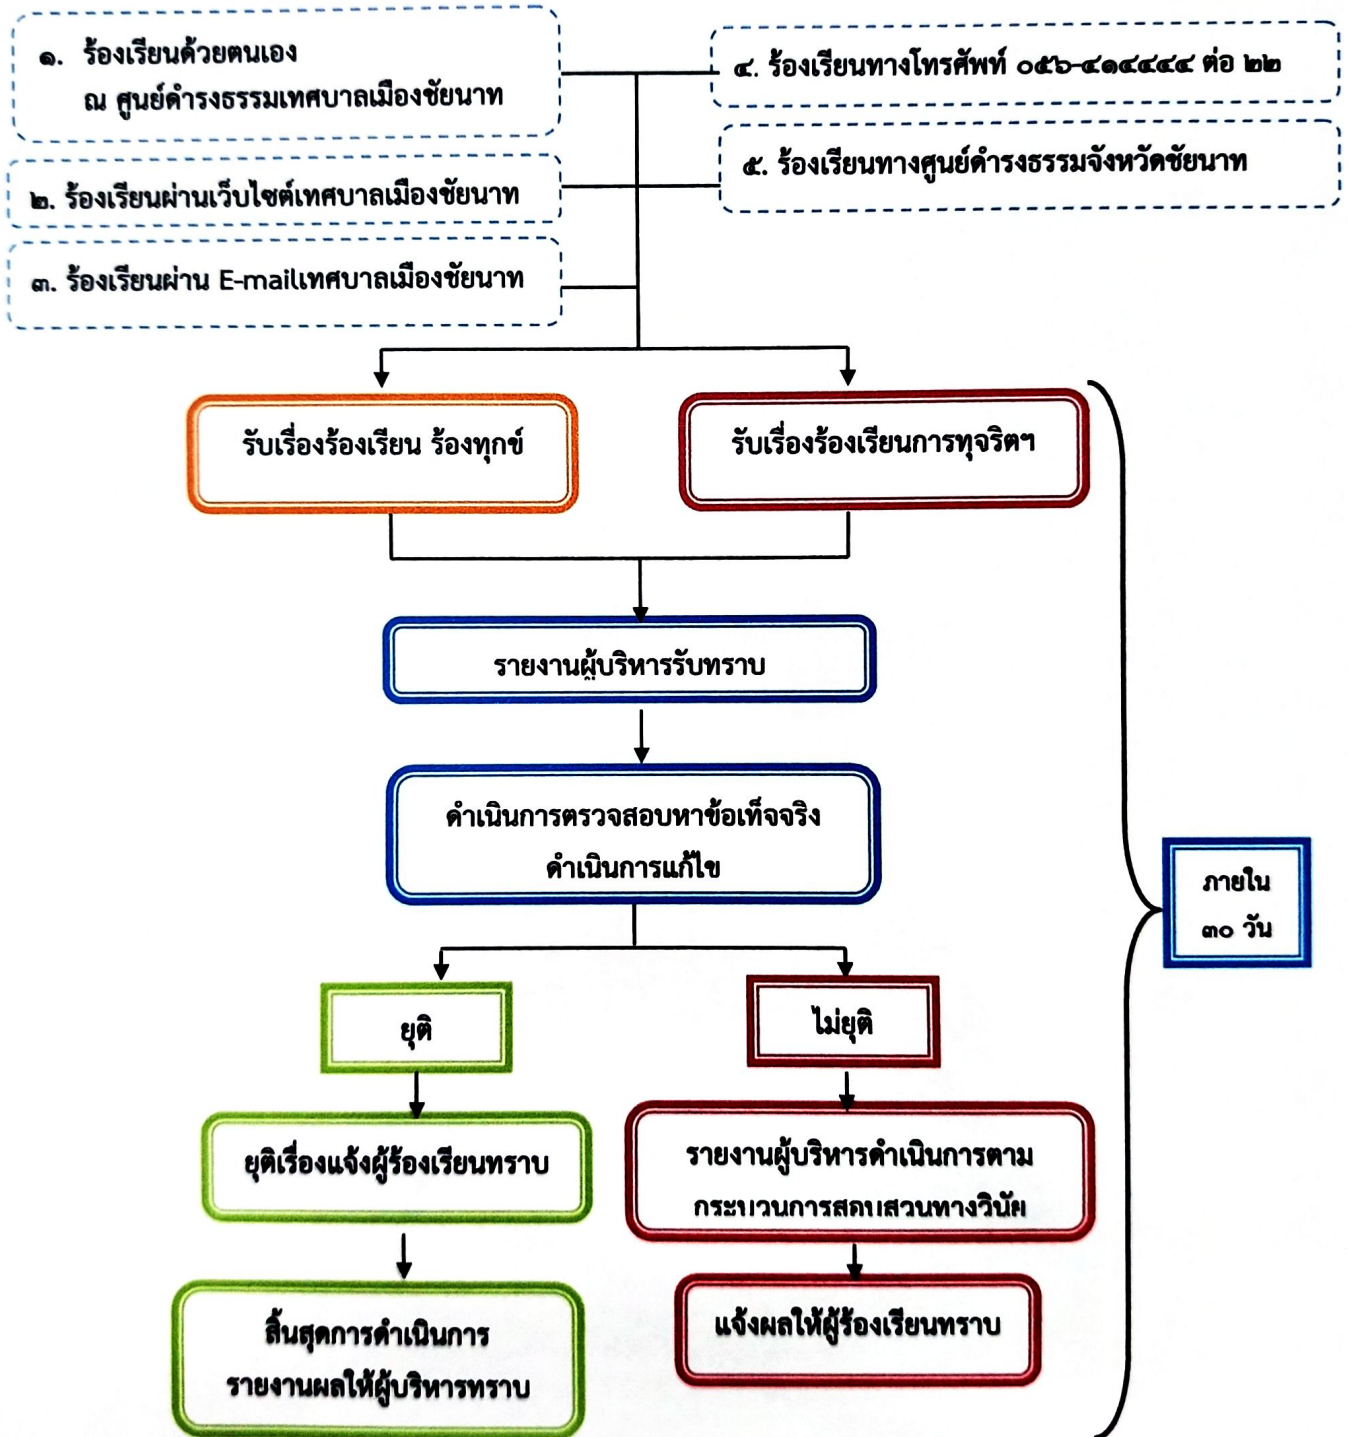 ๑. ร้องเรียนด้วยตนเอง
ณ ศูนย์ดำรงธรรมเทศบาลเมืองชัยนาท
๒. ร้องเรียนผ่านเว็บไซต์เทศบาลเมืองชัยนาท
๓. ร้องเรียนผ่าน E-mailเทศบาลเมืองชัยนาท
๔. ร้องเรียนทางโทรศัพท์ ๐๕๖-๔๑๔๔๔๔ ต่อ ๒๒
๕. ร้องเรียนทางศูนย์ดำรงธรรมจังหวัดชัยนาท
รับเรื่องร้องเรียน ร้องทุกข์
รับเรื่องร้องเรียนการทุจริตฯ
รายงานผู้บริหารรับทราบ
ดำเนินการตรวจสอบหาข้อเท็จจริง
ดำเนินการแก้ไข
ภายใน
๓๐ วัน
ยุติ
ไม่ยุติ
ยุติเรื่องแจ้งผู้ร้องเรียนทราบ
รายงานผู้บริหารดำเนินการตาม
กระบวนการสอบสวนทางวินัย
สิ้นสุดการดำเนินการ
รายงานผลให้ผู้บริหารทราบ
แจ้งผลให้ผู้ร้องเรียนทราบ